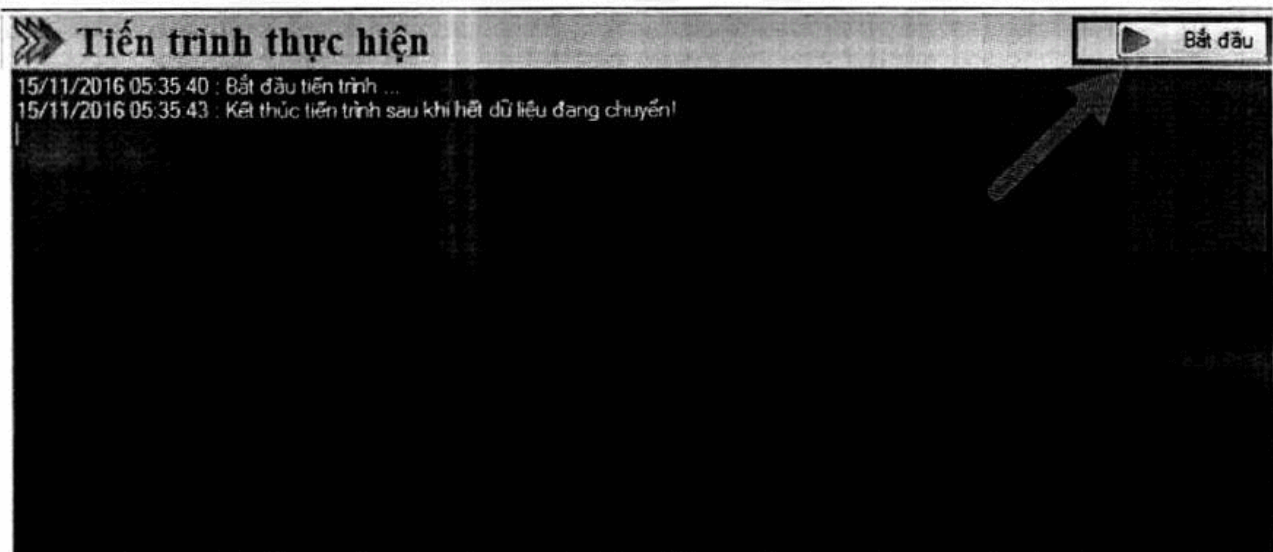 Tiến trình thực hiện
Bắt đầu
15/11/2016 05:35:40 : Bắt đầu tiến trình ...
15/11/2016 05:35:43 : Kết thúc tiến trình sau khi hết dữ liệu đang chuyển!